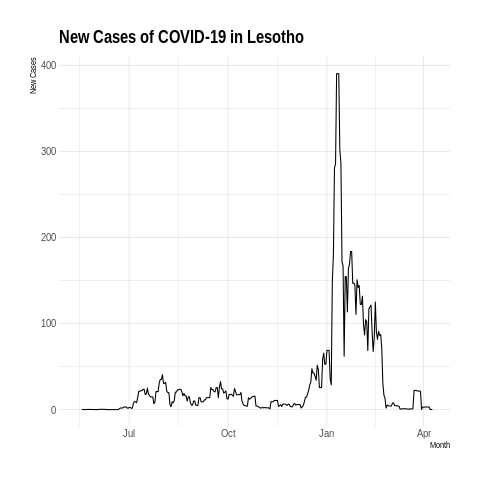 New Cases of COVID-19 in Lesotho
New Cases
400
300
200
100
0
Jul
Oct
Jan
Apr
Month